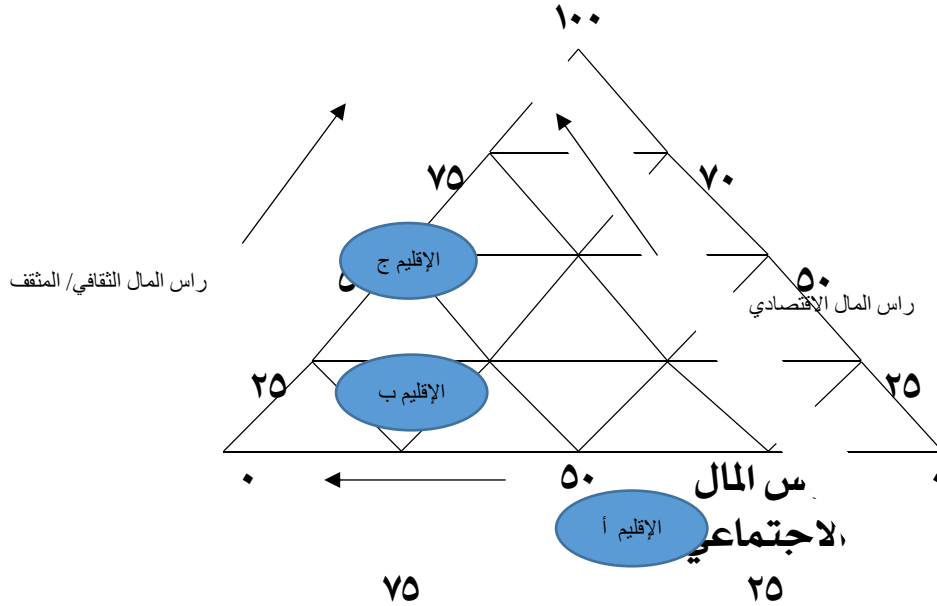 ١٠٠
٧٥
٧٠
الإقليم ج
راس المال الثقافي/ المثقف
٥٠
راس المال الاقتصادي
٢٥
الإقليم ب
٢٥
٠
٥٠
س المال
الإقليم أ
الاجتماعي
٧٥
٢٥